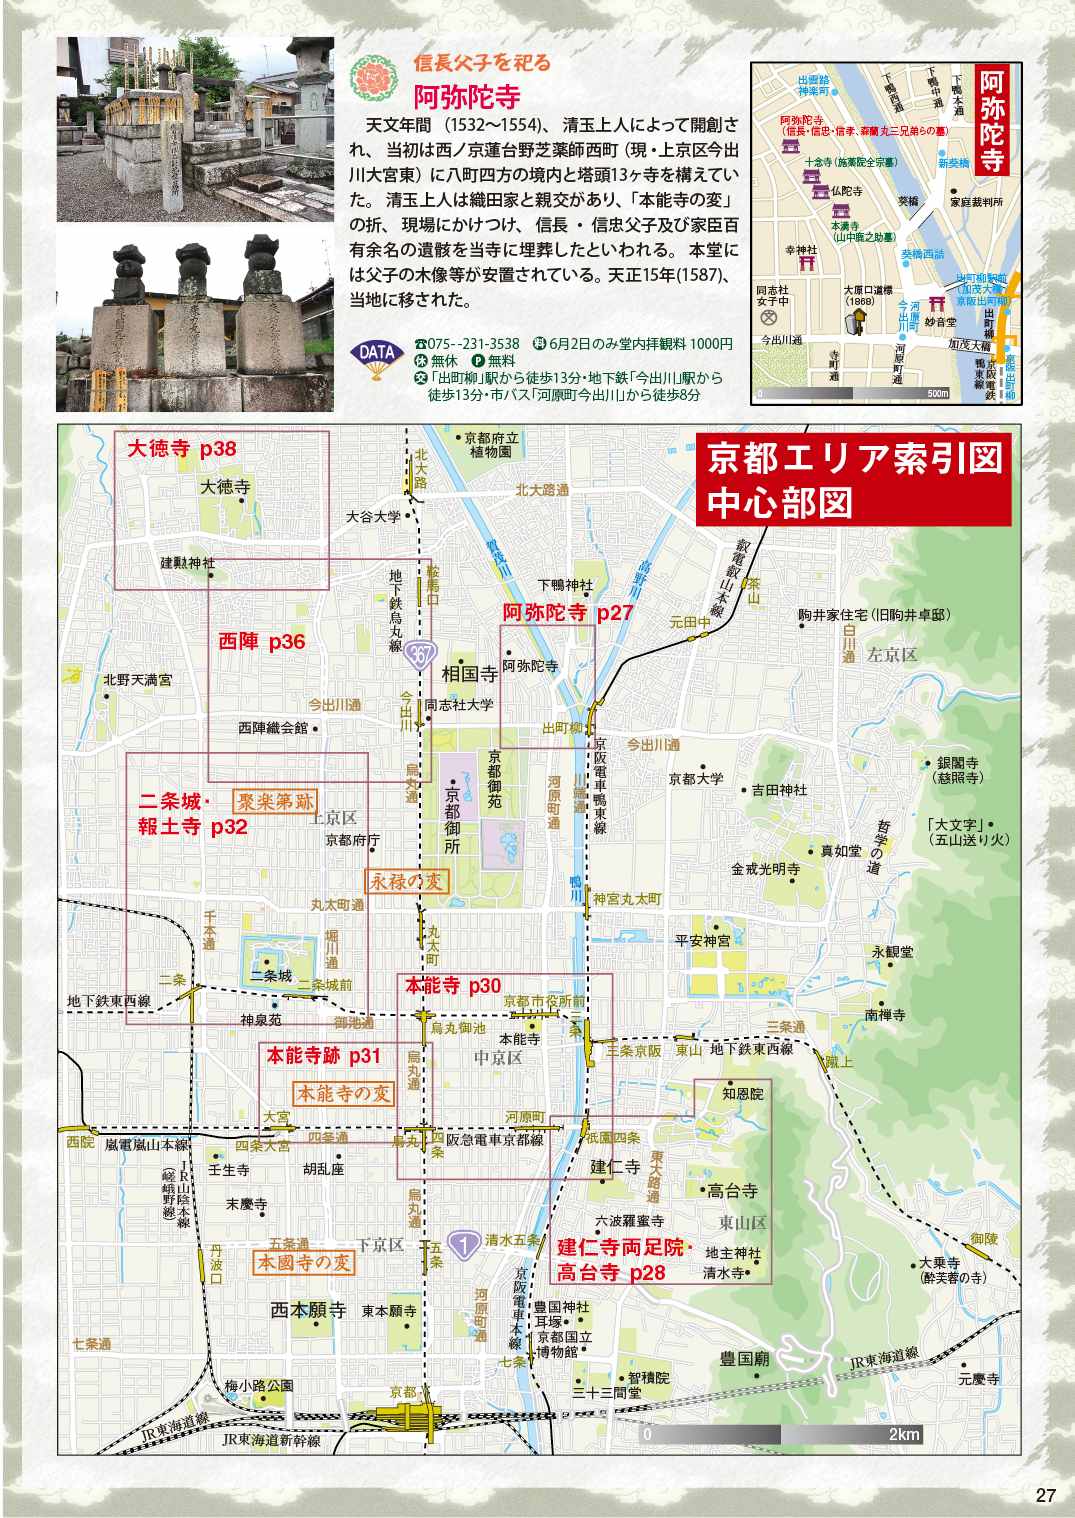 信長父子を祀る
阿弥陀寺
天文年間 （1532～1554）、 清玉上人によって開創さ
れ、 当初は西ノ京蓮台野芝薬師西町 （現・上京区今出
川大宮東） に八町四方の境内と塔頭13ヶ寺を構えてい
た。 清玉上人は織田家と親交があり、「本能寺の変」
の折、 現場にかけつけ、 信長 ・ 信忠父子及び家臣百
有余名の遺骸を当寺に埋葬したといわれる。 本堂に
は父子の木像等が安置されている。 天正15年(1587)、
当地に移された。
DATA
☎075--231-3538 料 6月2日のみ堂内拝観料 1000円
休 無休 P 無料
交 「出町柳」駅から徒歩13分・地下鉄「今出川」駅から
徒歩13分・市バス「河原町今出川」から徒歩8分
阿弥陀寺
出雲路
神楽町
下鴨西通
下鴨中通
下鴨本通
阿弥陀寺
(信長・信忠・信孝、森蘭丸三兄弟らの墓)
十念寺 (施薬院全宗墓)
仏陀寺
本満寺
(山中鹿之助墓)
新葵橋
葵橋
家庭裁判所
幸神社
葵橋西詰
同志社
女子中
大原口道標
(1868)
出町柳駅前
(加茂大橋・
京阪出町柳)
河原町
今出川
妙音堂
出町柳
今出川通
加茂大橋
寺町通
河原町通
京阪電鉄
鴨東線
京阪出町柳
0
500m
京都エリア索引図
中心部図
大徳寺 p38
大徳寺
京都府立
植物園
北大路
北大路通
大谷大学
建勲神社
地下鉄烏丸線
鞍馬口
賀茂川
高野川
下鴨神社
叡電叡山本線
茶山
阿弥陀寺 p27
元田中
駒井家住宅(旧駒井卓邸)
白川通
左京区
西陣 p36
367
相国寺
阿弥陀寺
北野天満宮
今出川通
今出川
同志社大学
西陣織会館
出町柳
今出川通
京阪電車鴨東線
烏丸通
京都御苑
河原町通
川端通
京都大学
銀閣寺
(慈照寺)
吉田神社
二条城・
報土寺 p32
聚楽第跡
上京区
京都府庁
京都御所
「大文字」
(五山送り火)
哲学の道
真如堂
金戒光明寺
永禄の変
鴨川
丸太町通
神宮丸太町
千本通
堀川通
丸太町
平安神宮
永観堂
二条
二条城
二条城前
本能寺 p30
地下鉄東西線
神泉苑
御池通
京都市役所前
烏丸御池
本能寺
三条
三条通
南禅寺
本能寺跡 p31
烏丸通
中京区
三条京阪
東山
地下鉄東西線
蹴上
本能寺の変
知恩院
大宮
河原町
西院
嵐電嵐山本線
四条大宮
四条通
烏丸
四条
阪急電車京都線
祇園四条
壬生寺
胡乱座
JR山陰本線
(嵯峨野線)
建仁寺
東大路通
高台寺
末慶寺
烏丸通
六波羅蜜寺
東山区
丹波口
五条通
下京区
五条
1
清水五条
建仁寺両足院・
高台寺 p28
地主神社
清水寺
御陵
大乗寺
(酔芙蓉の寺)
本國寺の変
京阪電車本線
河原町通
西本願寺
東本願寺
豊国神社
耳塚
京都国立
博物館
七条通
七条
豊国廟
JR東海道線
梅小路公園
京都
智積院
三十三間堂
元慶寺
JR東海道線
JR東海道新幹線
0
2km
27